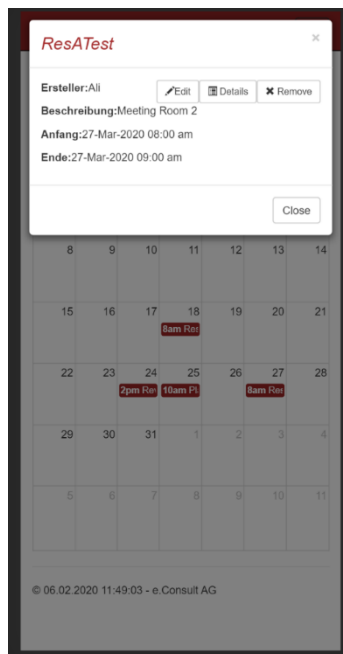 ResATest ×
Ersteller:Ali Edit Details Remove
Beschreibung:Meeting Room 2
Anfang:27-Mar-2020 08:00 am
Ende:27-Mar-2020 09:00 am
Close
8 9 10 11 12 13 14
15 16 17 18 19 20 21
8am Res
22 23 24 25 26 27 28
2pm Rev 10am Pl 8am Res
29 30 31 1 2 3 4
5 6 7 8 9 10 11
© 06.02.2020 11:49:03 - e.Consult AG